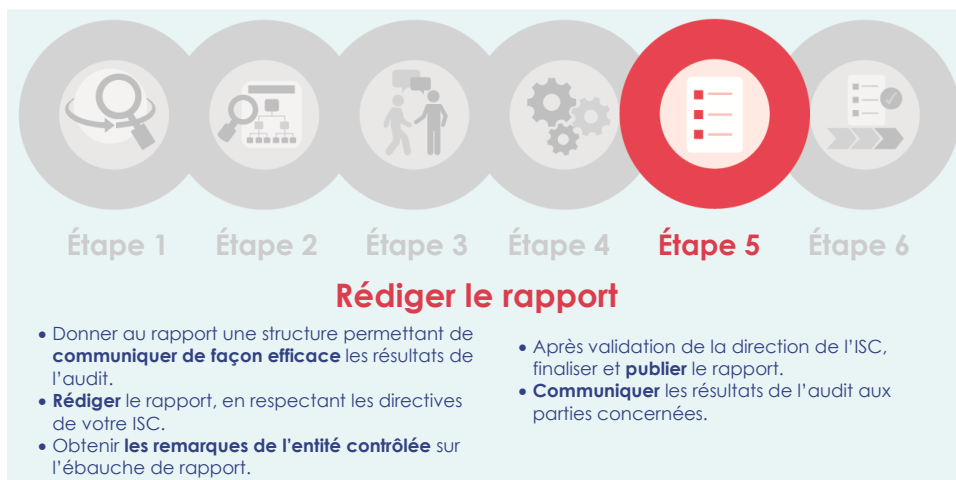 Étape 1
Étape 2
Étape 3
Étape 4
Étape 5
Étape 6
Rédiger le rapport
• Donner au rapport une structure permettant de
communiquer de façon efficace les résultats de
l’audit.
• Rédiger le rapport, en respectant les directives
de votre ISC.
• Obtenir les remarques de l’entité contrôlée sur
l’ébauche de rapport.
• Après validation de la direction de l’ISC,
finaliser et publier le rapport.
• Communiquer les résultats de l’audit aux
parties concernées.